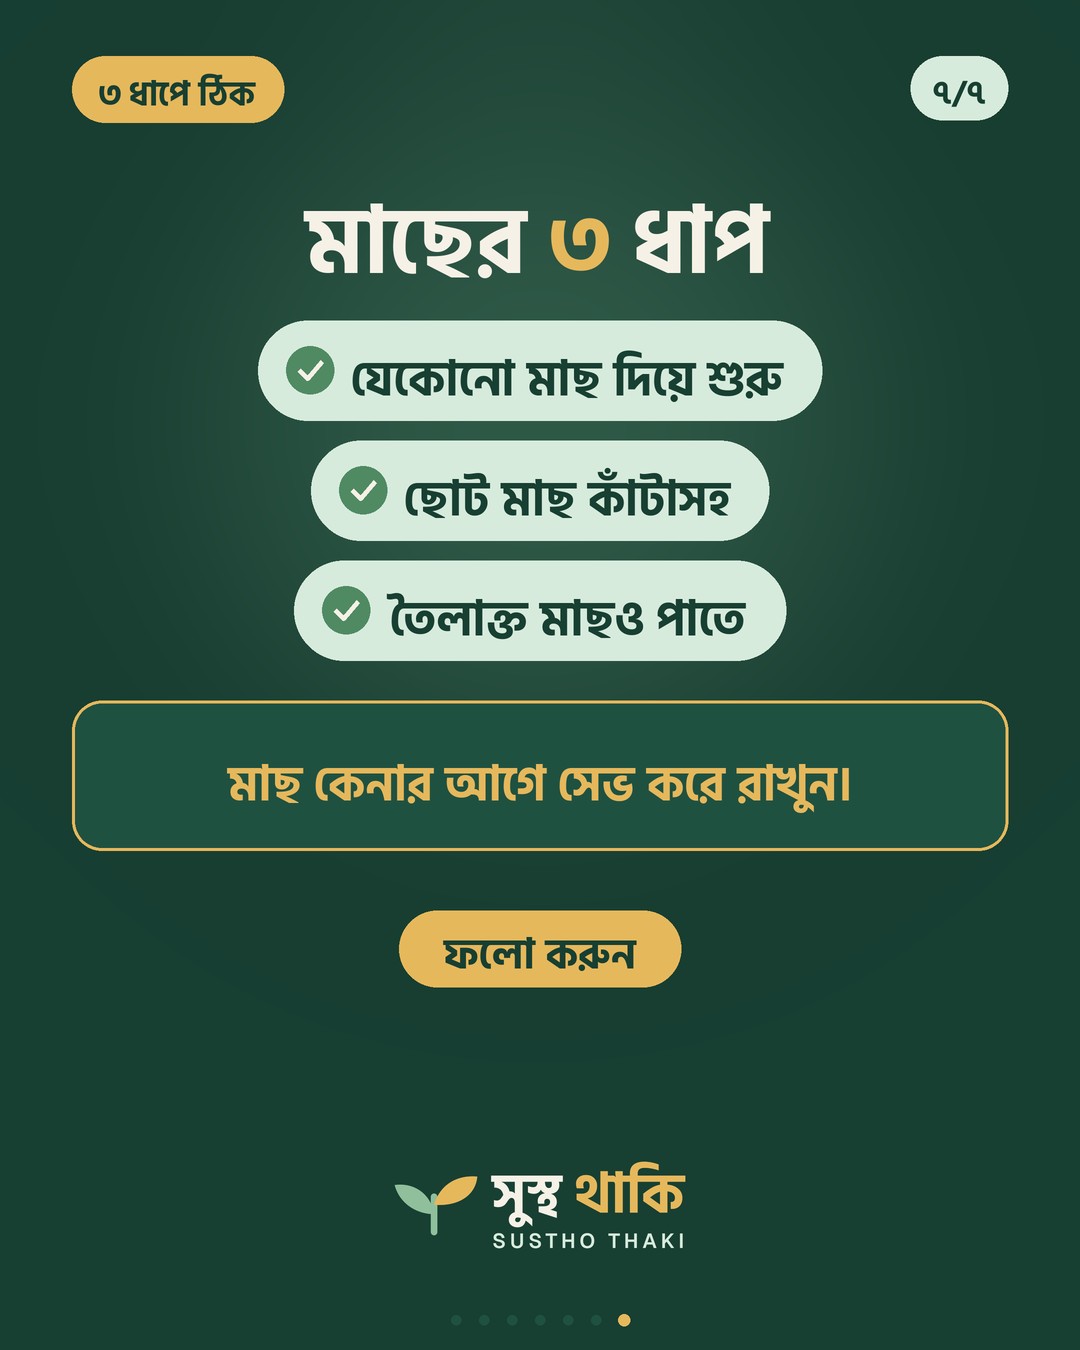 ৩ ধাপে ঠিক
৭/৭
মাছের ৩ ধাপ
যেকোনো মাছ দিয়ে শুরু
ছোট মাছ কাঁটাসহ
তৈলাক্ত মাছও পাতে
মাছ কেনার আগে সেভ করে রাখুন।
ফলো করুন
সুস্থ থাকি
SUSTHO THAKI